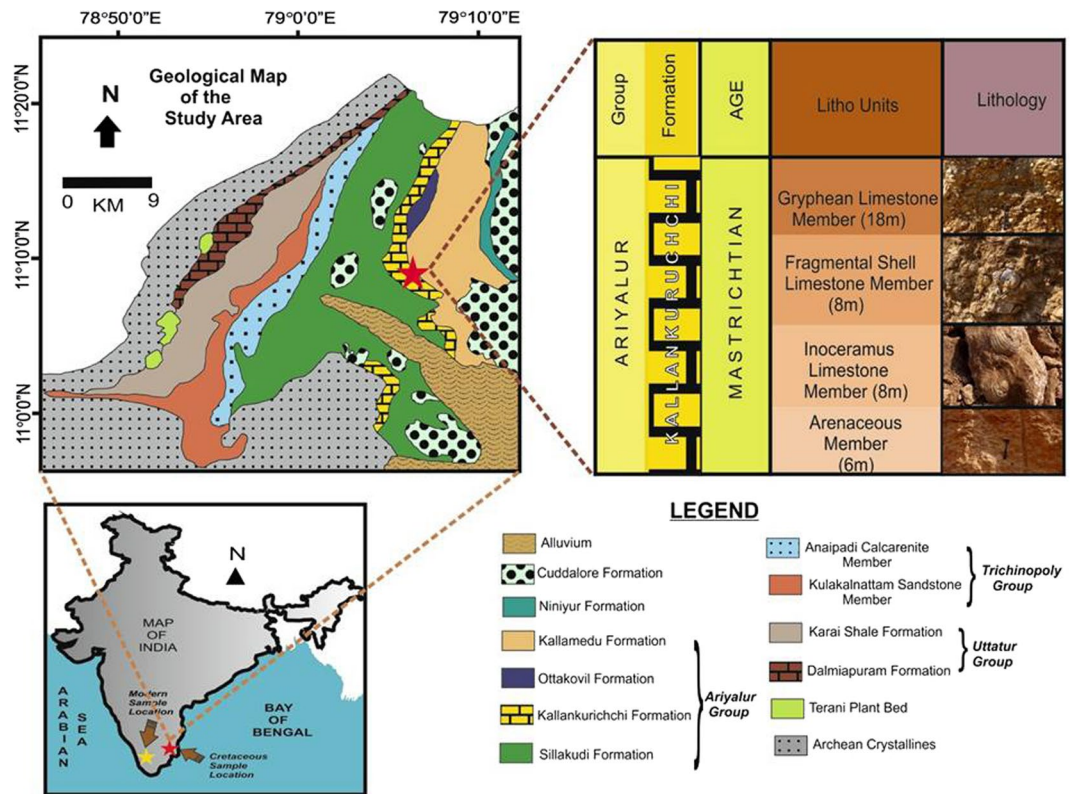 78°50'0"E
79°0'0"E
79°10'0"E
11°20'0"N
11°10'0"N
11°0'0"N
Geological Map
of the
Study Area
N
0 KM 9
Group
Formation
AGE
Litho Units
Lithology
ARIYALUR
KALLANKURUCHCHI
MASTRICHTIAN
Gryphean Limestone
Member (18m)
Fragmental Shell
Limestone Member
(8m)
Inoceramus
Limestone
Member (8m)
Arenaceous
Member
(6m)
N
MAP
OF
INDIA
ARABIAN
SEA
BAY
OF
BENGAL
Modern
Sample
Location
Cretaceous
Sample
Location
LEGEND
Alluvium
Cuddalore Formation
Niniyur Formation
Kallamedu Formation
Ottakovil Formation
Kallankurichchi Formation
Sillakudi Formation
Ariyalur
Group
Anaipadi Calcarenite
Member
Kulakalnattam Sandstone
Member
Trichinopoly
Group
Karai Shale Formation
Dalmiapuram Formation
Uttatur
Group
Terani Plant Bed
Archean Crystallines